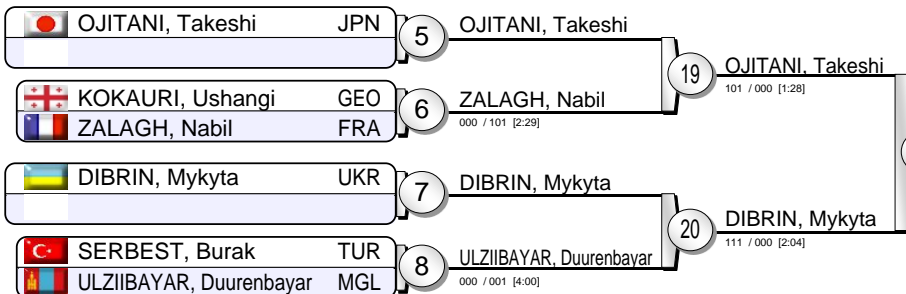 OJITANI, Takeshi JPN 5 OJITANI, Takeshi
19 OJITANI, Takeshi
101 / 000 [1:28]
KOKAURI, Ushangi GEO
6 ZALAGH, Nabil
ZALAGH, Nabil FRA
000 / 101 [2:29]
DIBRIN, Mykyta UKR 7 DIBRIN, Mykyta
20 DIBRIN, Mykyta
111 / 000 [2:04]
SERBEST, Burak TUR
8 ULZIIBAYAR, Duurenbayar
ULZIIBAYAR, Duurenbayar MGL
000 / 001 [4:00]